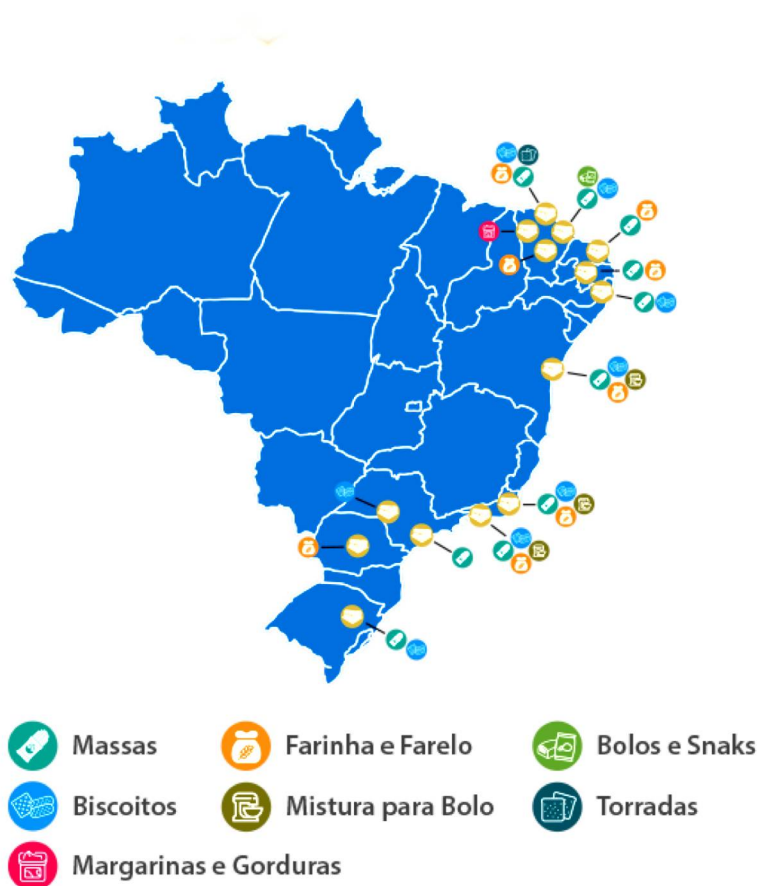 Massas
Farinha e Farelo
Bolos e Snaks
Biscoitos
Mistura para Bolo
Torradas
Margarinas e Gorduras